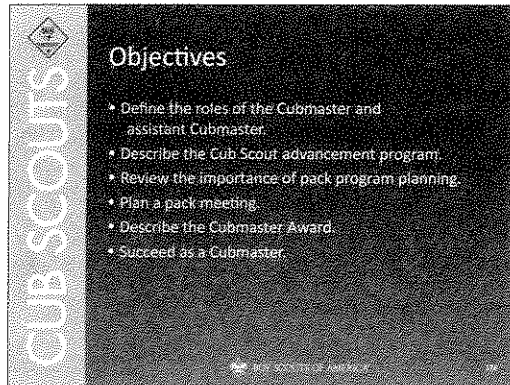 CUB SCOUTS
Objectives
• Define the roles of the Cubmaster and
assistant Cubmaster.
• Describe the Cub Scout advancement program.
• Review the importance of pack program planning.
• Plan a pack meeting.
• Describe the Cubmaster Award.
• Succeed as a Cubmaster.
BOY SCOUTS OF AMERICA